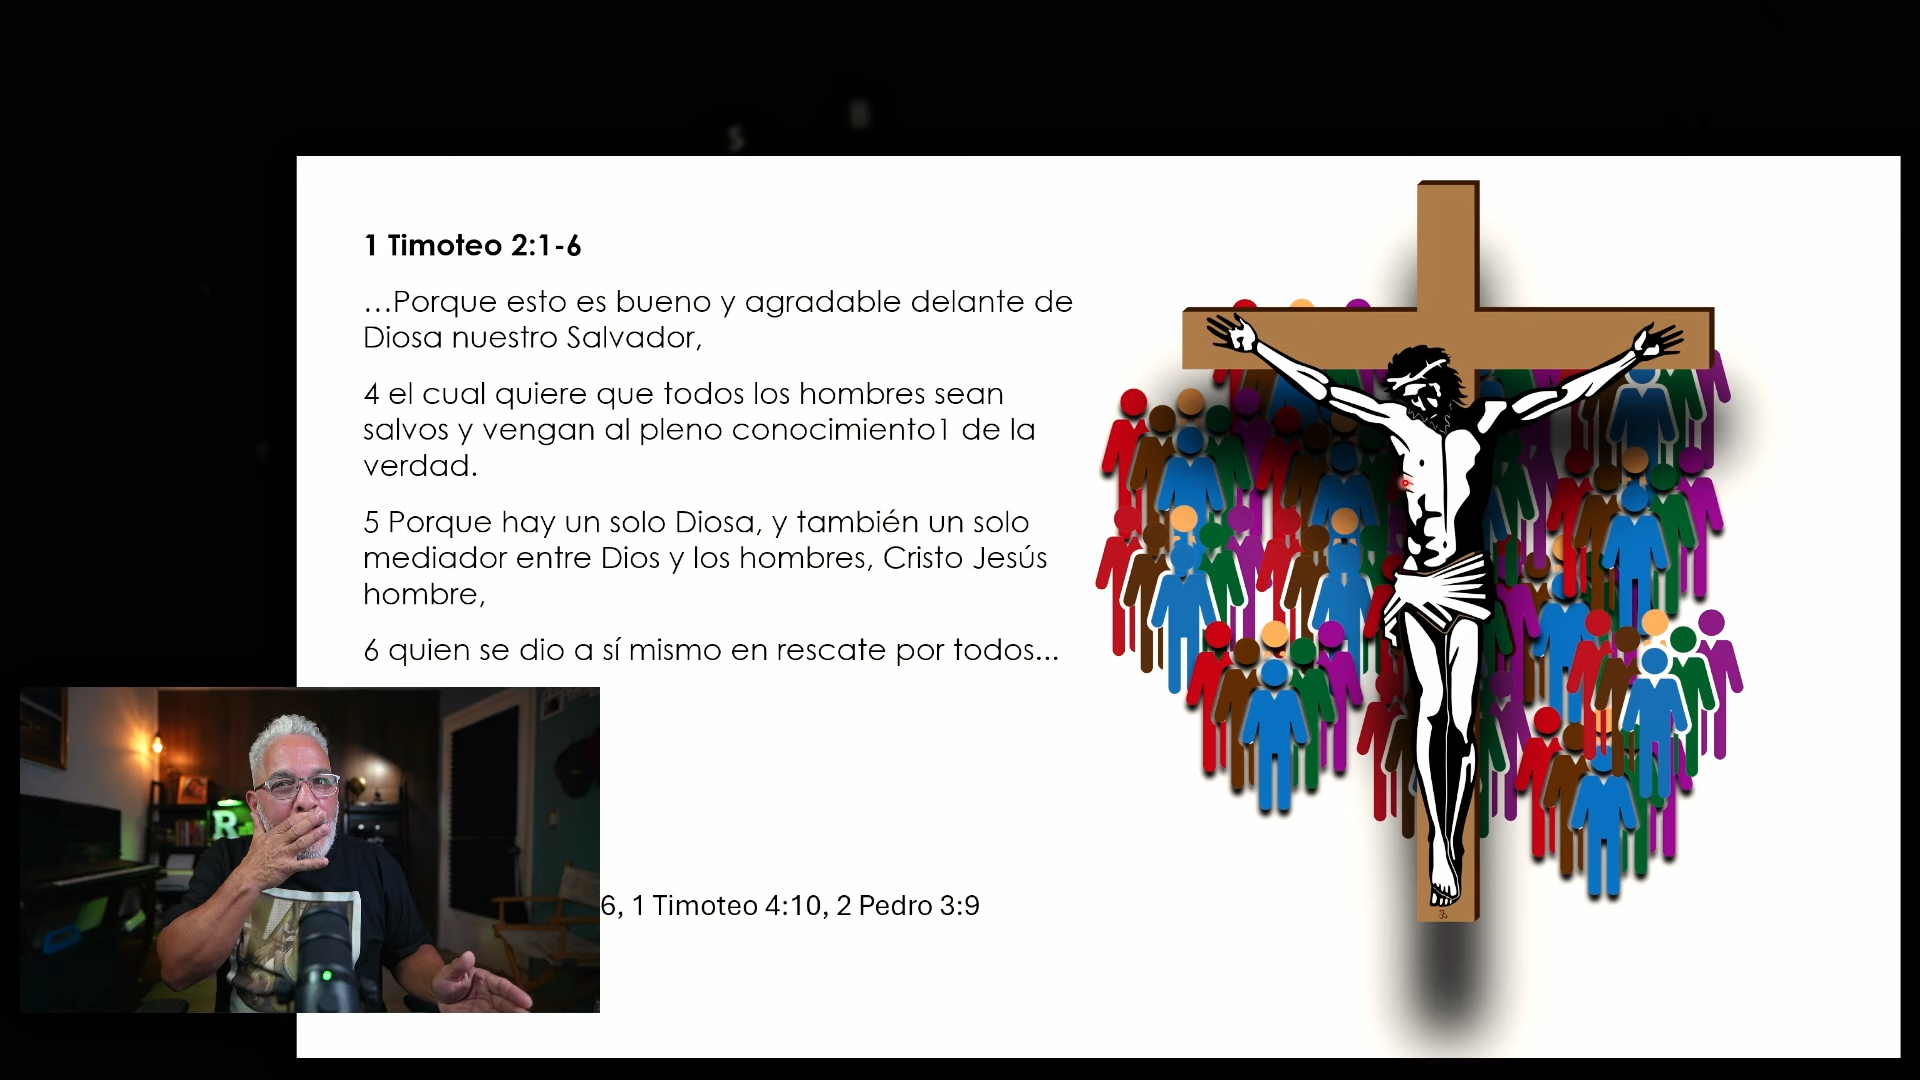 1 Timoteo 2:1-6
...Porque esto es bueno y agradable delante de
Diosa nuestro Salvador,
4 el cual quiere que todos los hombres sean
salvos y vengan al pleno conocimiento1 de la
verdad.
5 Porque hay un solo Diosa, y también un solo
mediador entre Dios y los hombres, Cristo Jesús
hombre,
6 quien se dio a sí mismo en rescate por todos...
6, 1 Timoteo 4:10, 2 Pedro 3:9
R